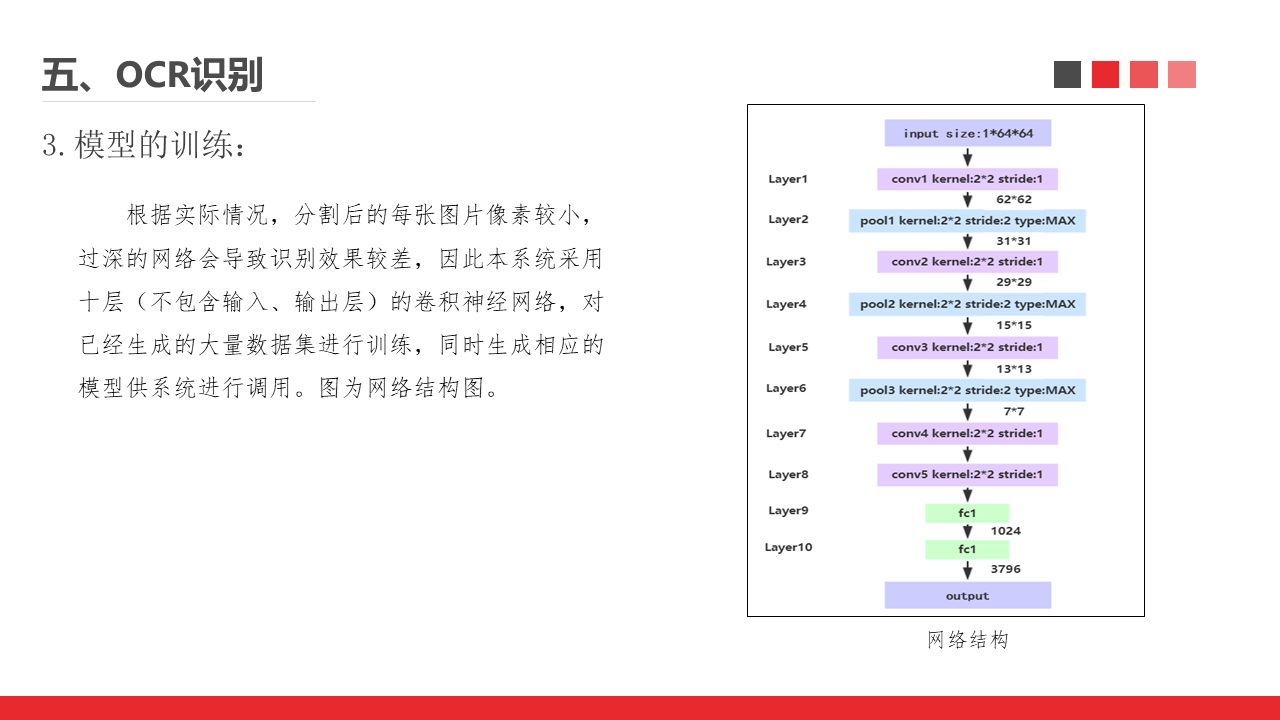 五、OCR识别
3.模型的训练：
根据实际情况，分割后的每张图片像素较小，
过深的网络会导致识别效果较差，因此本系统采用
十层（不包含输入、输出层）的卷积神经网络，对
已经生成的大量数据集进行训练，同时生成相应的
模型供系统进行调用。图为网络结构图。
input size:1*64*64
Layer1 conv1 kernel:2*2 stride:1
62*62
Layer2 pool1 kernel:2*2 stride:2 type:MAX
31*31
Layer3 conv2 kernel:2*2 stride:1
29*29
Layer4 pool2 kernel:2*2 stride:2 type:MAX
15*15
Layer5 conv3 kernel:2*2 stride:1
13*13
Layer6 pool3 kernel:2*2 stride:2 type:MAX
7*7
Layer7 conv4 kernel:2*2 stride:1
Layer8 conv5 kernel:2*2 stride:1
Layer9 fc1
1024
Layer10 fc1
3796
output
网络结构